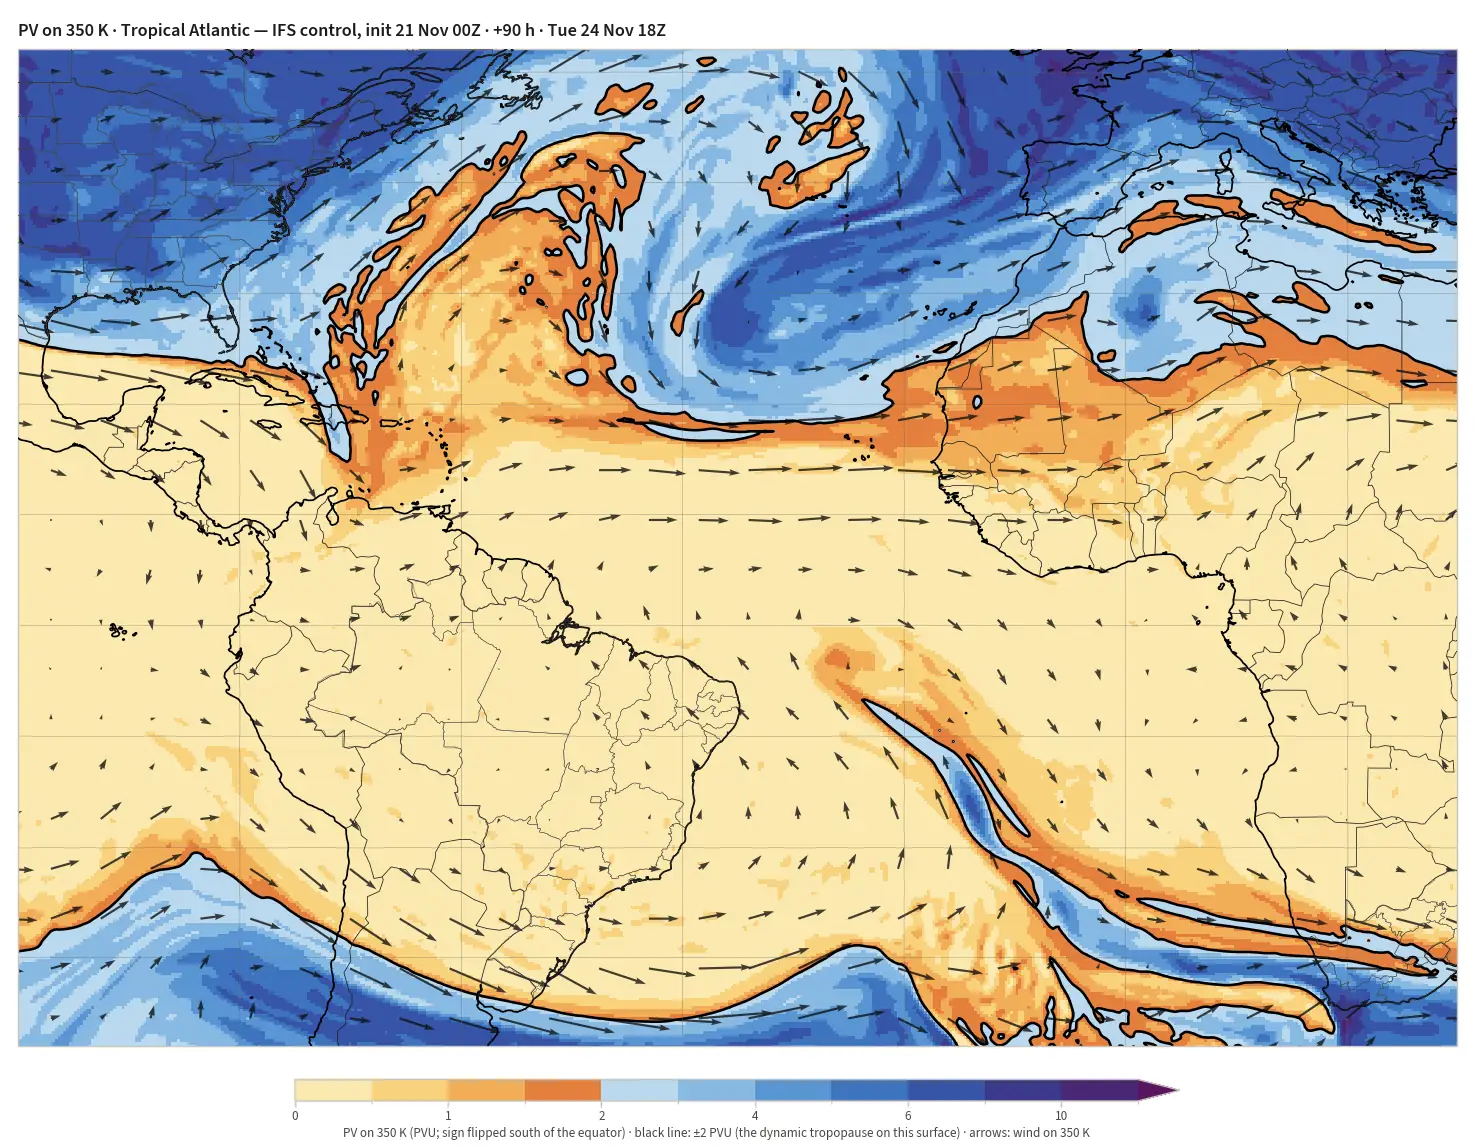 PV on 350 K · Tropical Atlantic — IFS control, init 21 Nov 00Z · +90 h · Tue 24 Nov 18Z
0 1 2 4 6 10
PV on 350 K (PVU; sign flipped south of the equator) · black line: ±2 PVU (the dynamic tropopause on this surface) · arrows: wind on 350 K